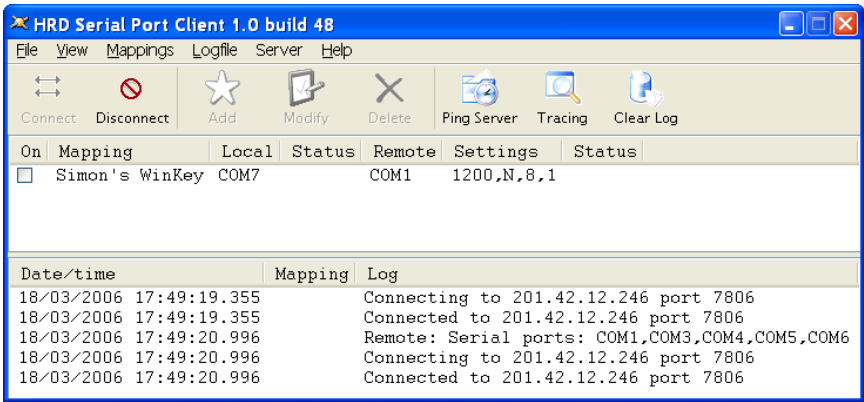 HRD Serial Port Client 1.0 build 48
File View Mappings Logfile Server Help
Connect Disconnect Add Modify Delete Ping Server Tracing Clear Log
On Mapping Local Status Remote Settings Status
Simon's WinKey COM7 COM1 1200,N,8,1
Date/time Mapping Log
18/03/2006 17:49:19.355 Connecting to 201.42.12.246 port 7806
18/03/2006 17:49:19.355 Connected to 201.42.12.246 port 7806
18/03/2006 17:49:20.996 Remote: Serial ports: COM1,COM3,COM4,COM5,COM6
18/03/2006 17:49:20.996 Connecting to 201.42.12.246 port 7806
18/03/2006 17:49:20.996 Connected to 201.42.12.246 port 7806